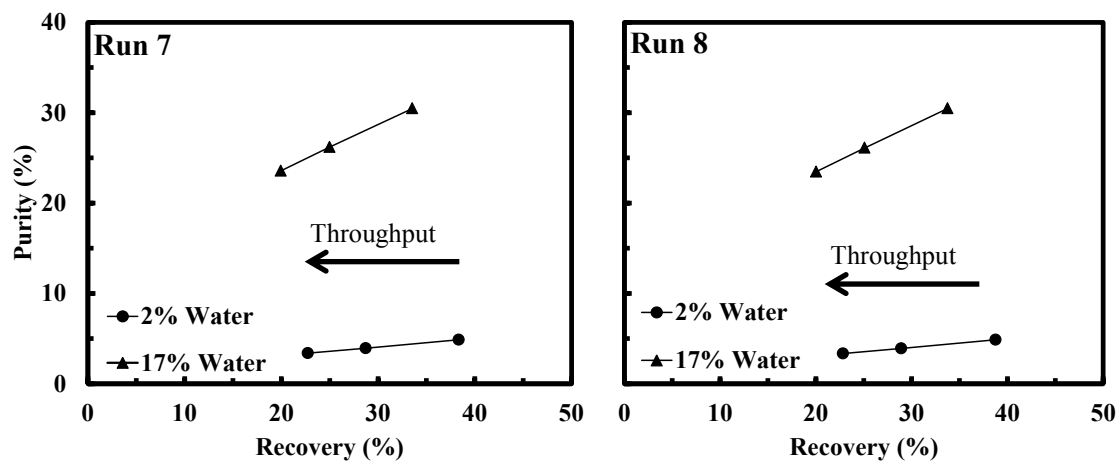 Run 7
40
30
20
10
0
Purity (%)
Throughput
2% Water
17% Water
0 10 20 30 40 50
Recovery (%)
Run 8
Throughput
2% Water
17% Water
0 10 20 30 40 50
Recovery (%)